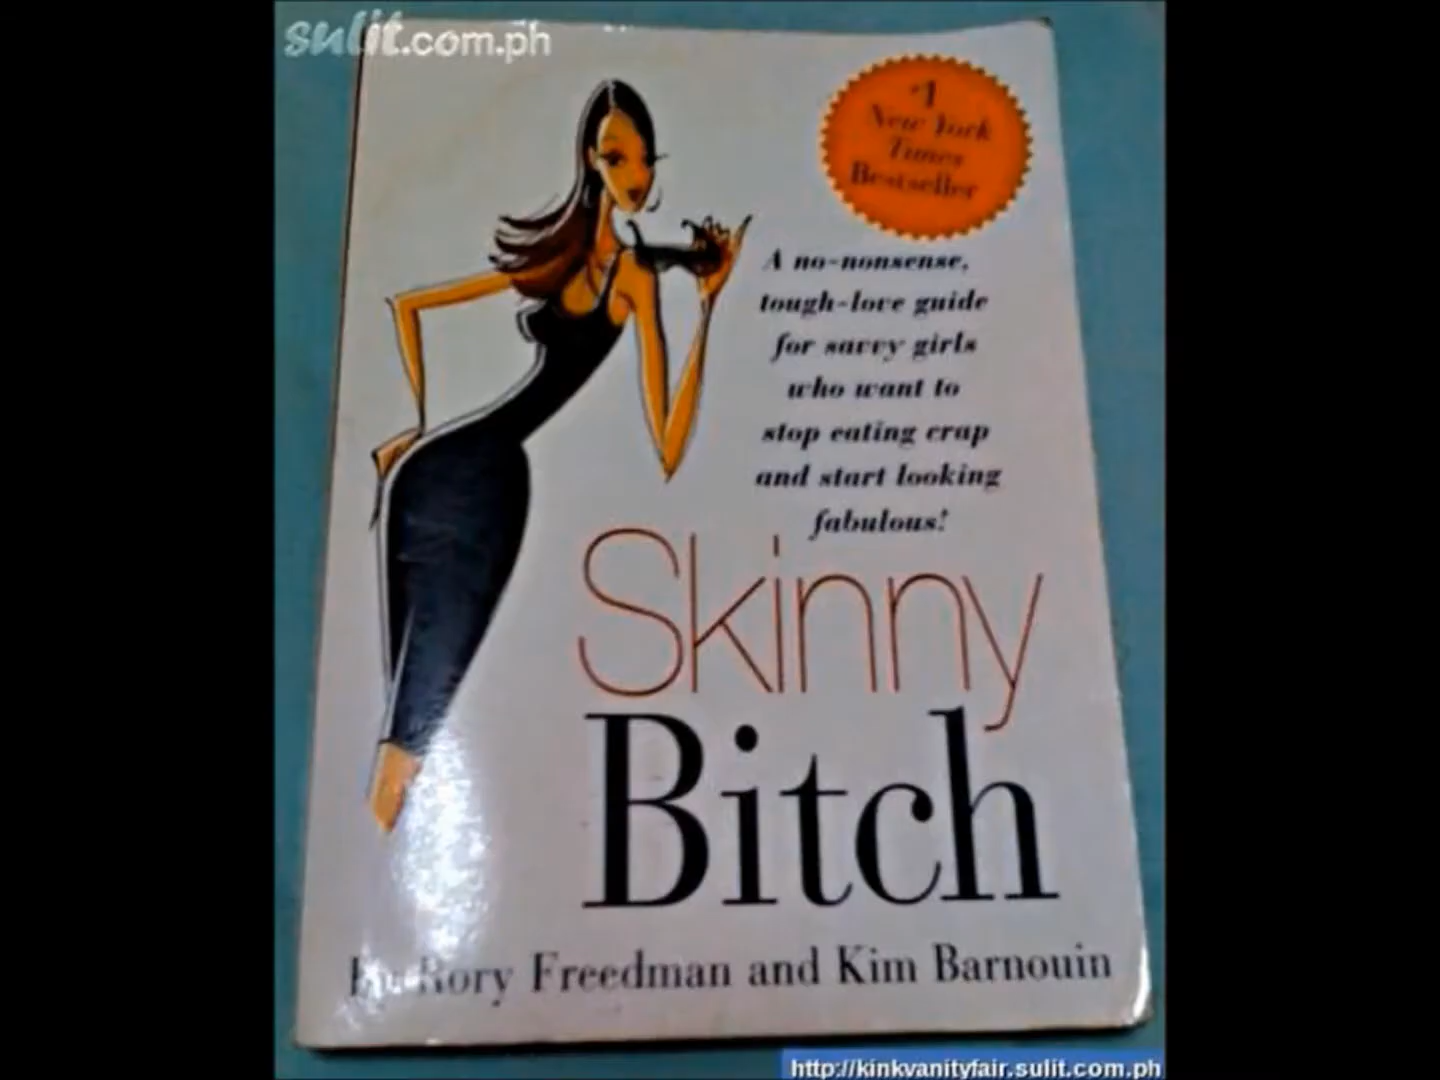 sulit.com.ph
#1
New York
Times
Bestseller
A no-nonsense,
tough-love guide
for savvy girls
who want to
stop eating crap
and start looking
fabulous!
Skinny
Bitch
By Rory Freedman and Kim Barnouin
http://kinkvanityfair.sulit.com.ph